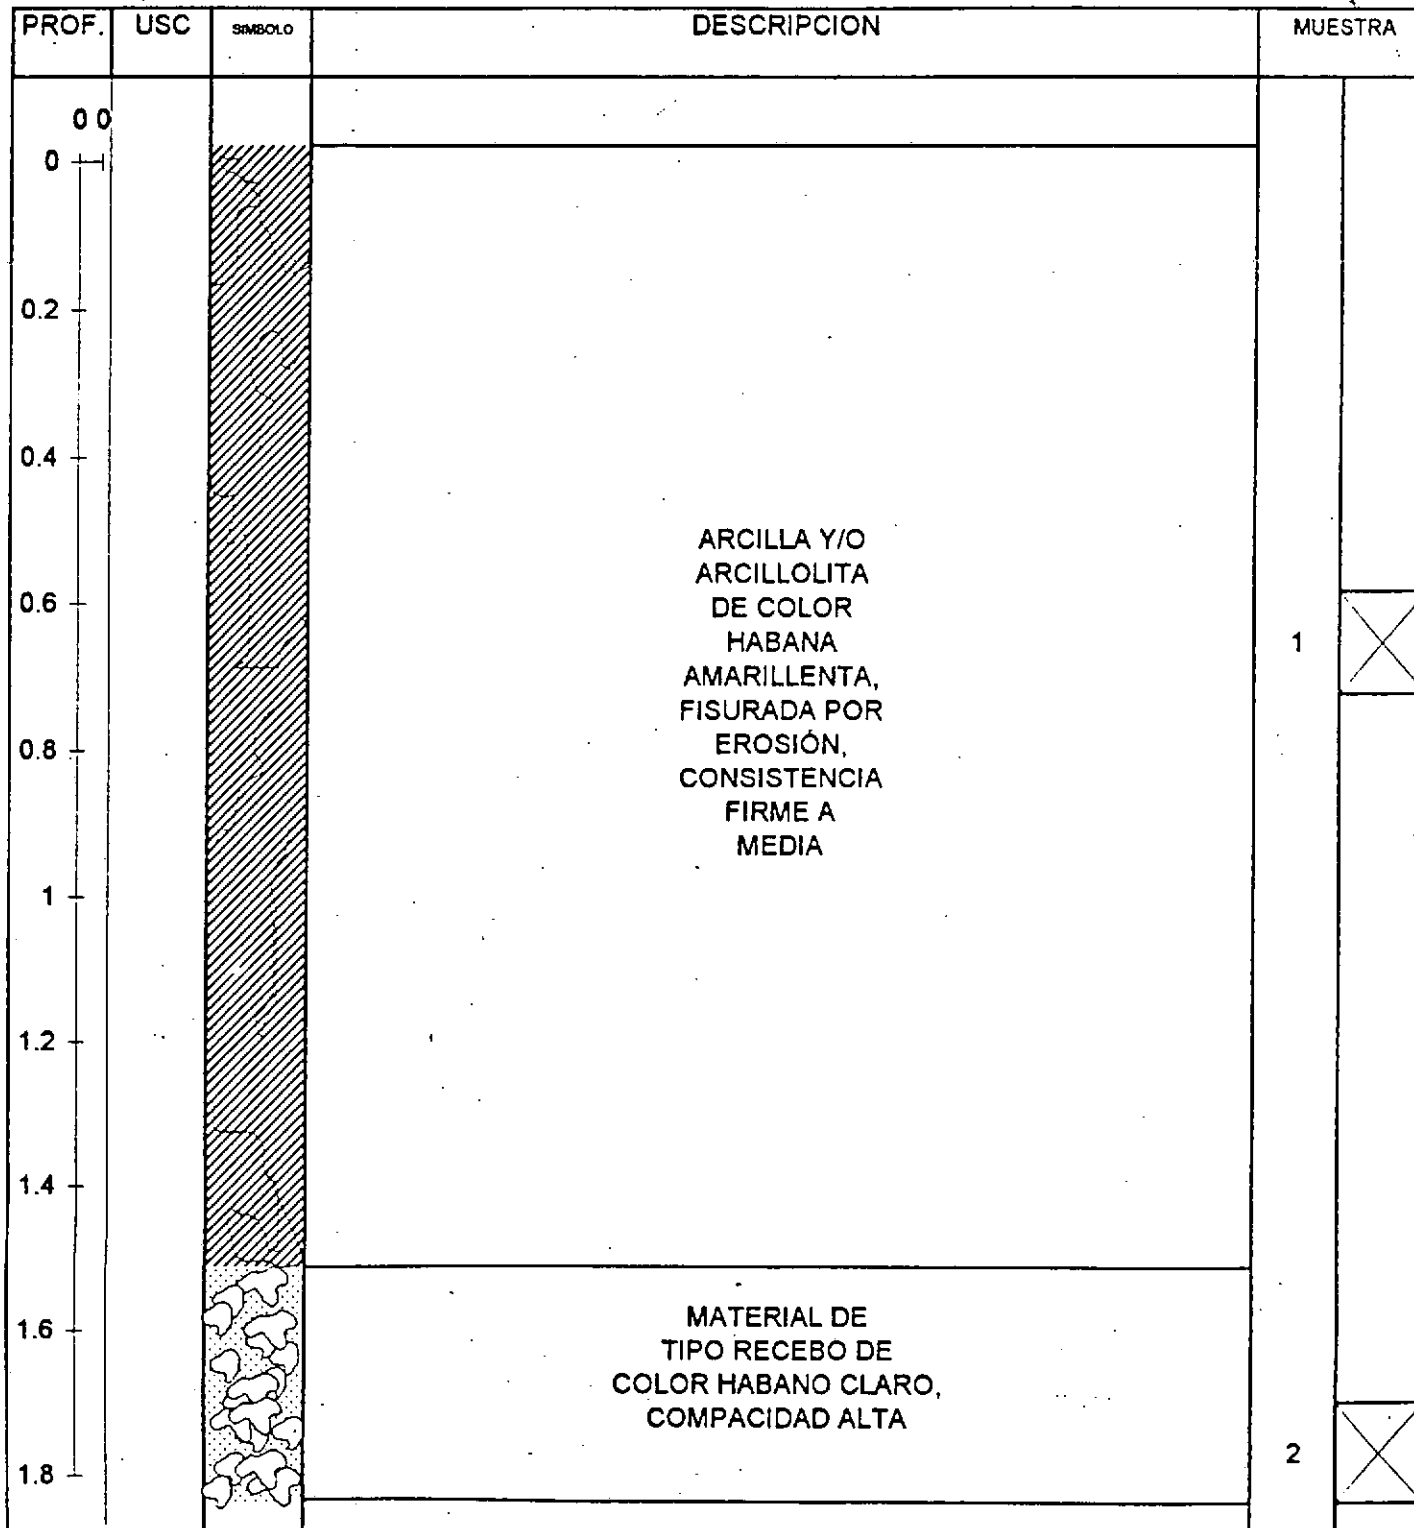 PROF. USC SIMBOLO DESCRIPCION MUESTRA
0 0
0
0.2
0.4
ARCILLA Y/O
ARCILLOLITA
0.6 DE COLOR
HABANA 1
AMARILLENTA,
FISURADA POR
0.8 EROSIÓN,
CONSISTENCIA
FIRME A
MEDIA
1
1.2
1.4
MATERIAL DE
1.6 TIPO RECEBO DE
COLOR HABANO CLARO,
COMPACIDAD ALTA
1.8 2